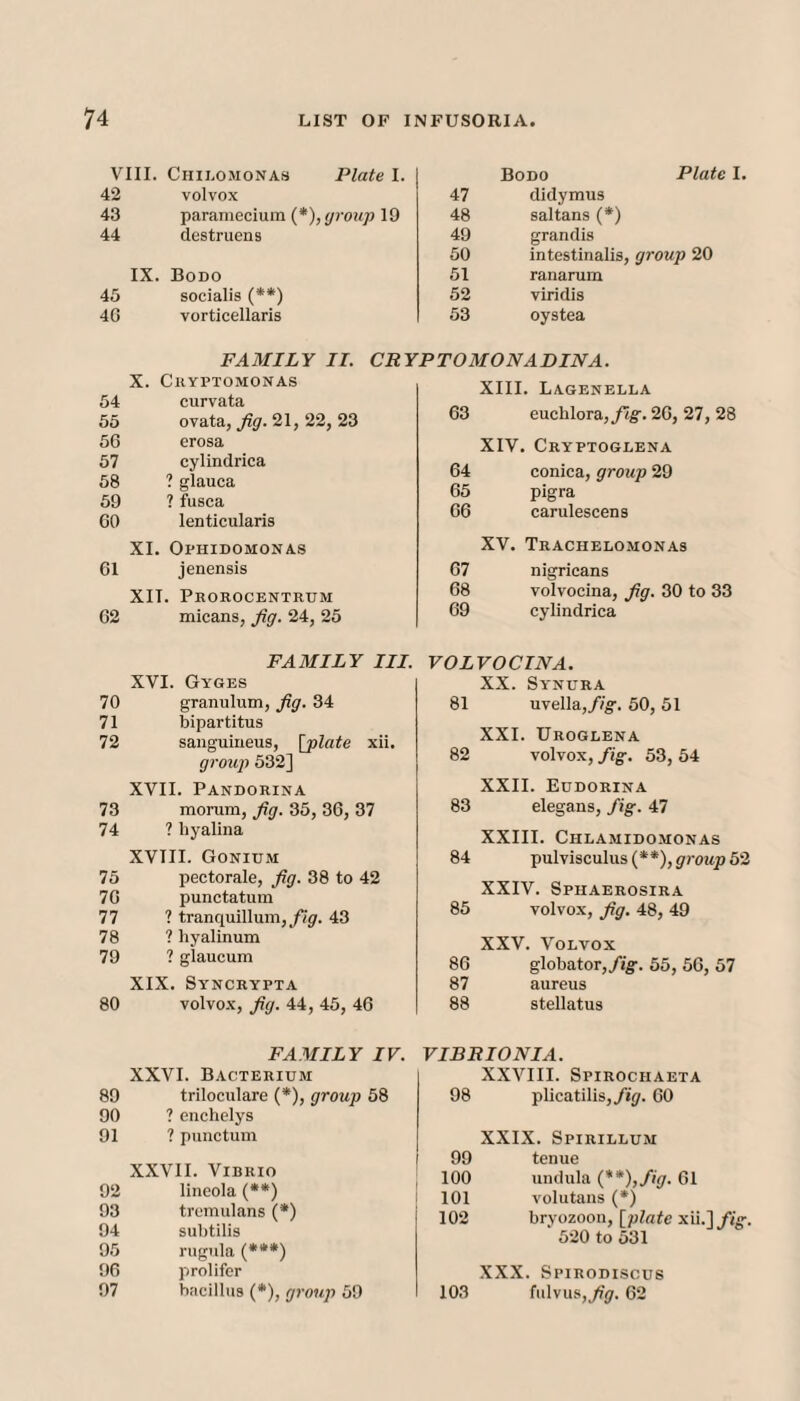 74 LIST OF INFUSORIA.
VIII. CHILOMONAS Plate I.
42 volvox
43 paramecium (*), group 19
44 destruens
IX. BODO
45 socialis (**)
46 vorticellaris
BODO Plate I.
47 didymus
48 saltans (*)
49 grandis
50 intestinalis, group 20
51 ranarum
52 viridis
53 oystea
FAMILY II. CRYPTOMONADINA.
X. CRYPTOMONAS
54 curvata
55 ovata, fig. 21, 22, 23
56 erosa
57 cylindrica
58 ? glauca
59 ? fusca
60 lenticularis
XI. OPHIDOMONAS
61 jenensis
XII. PROROCENTRUM
62 micans, fig. 24, 25
XIII. LAGENELLA
63 euchlora, fig. 26, 27, 28
XIV. CRYPTOGLENA
64 conica, group 29
65 pigra
66 carulescens
XV. TRACHELOMONAS
67 nigricans
68 volvocina, fig. 30 to 33
69 cylindrica
FAMILY III. VOLVOCINA.
XVI. GYGES
70 granulum, fig. 34
71 bipartitus
72 sanguineus, [plate xii.
group 532]
XVII. PANDORINA
73 morum, fig. 35, 36, 37
74 ? hyalina
XVIII. GONIUM
75 pectorale, fig. 38 to 42
76 punctatum
77 ? tranquillum, fig. 43
78 ? hyalinum
79 ? glaucum
XIX. SYNCRYPTA
80 volvox, fig. 44, 45, 46
XX. SYNURA
81 uvella, fig. 50, 51
XXI. UROGLENA
82 volvox, fig. 53, 54
XXII. EUDORINA
83 elegans, fig. 47
XXIII. CHLAMIDOMONAS
84 pulvisculus (**), group 52
XXIV. SPHAEROSIRA
85 volvox, fig. 48, 49
XXV. VOLVOX
86 globator, fig. 55, 56, 57
87 aureus
88 stellatus
FAMILY IV. VIBRIONIA.
XXVI. BACTERIUM
89 triloculare (*), group 58
90 ? enchelys
91 ? punctum
XXVII. VIBRIO
92 lineola (**)
93 tremulans (*)
94 subtilis
95 rugula (***)
96 prolifer
97 bacillus (*), group 59
XXVIII. SPIROCHAETA
98 plicatilis, fig. 60
XXIX. SPIRILLUM
99 tenue
100 undula (**), fig. 61
101 volutans (*)
102 bryozoon, [plate xii.] fig.
520 to 531
XXX. SPIRODISCUS
103 fulvus, fig. 62